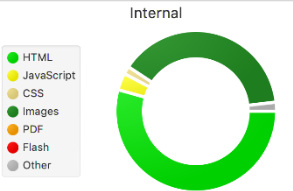 Internal
HTML
JavaScript
CSS
Images
PDF
Flash
Other